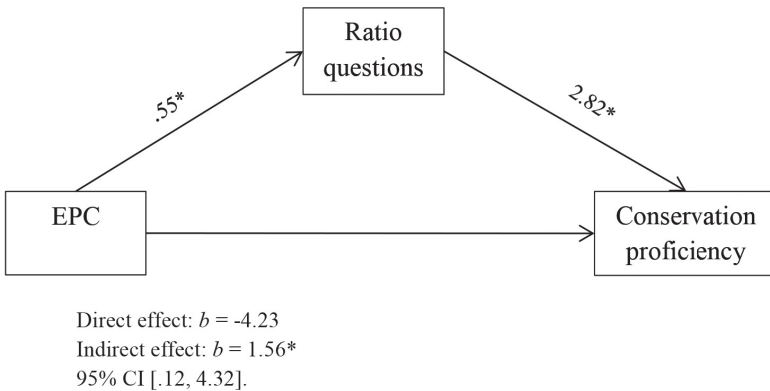 Ratio
questions
.55*
2.82*
EPC
Conservation
proficiency
Direct effect: b = -4.23
Indirect effect: b = 1.56*
95% CI [.12, 4.32].